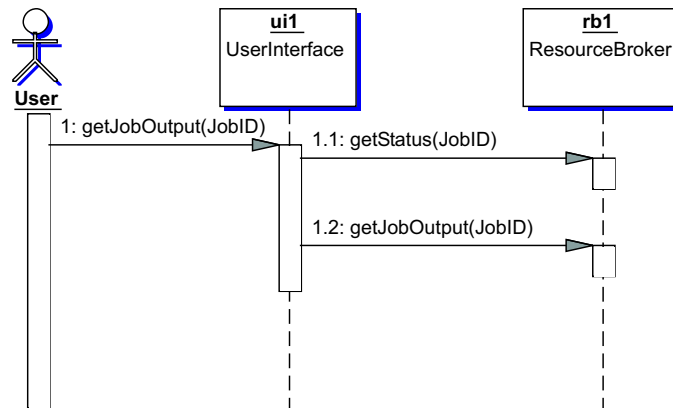 ui1
UserInterface
rb1
ResourceBroker
User
1: getJobOutput(JobID)
1.1: getStatus(JobID)
1.2: getJobOutput(JobID)